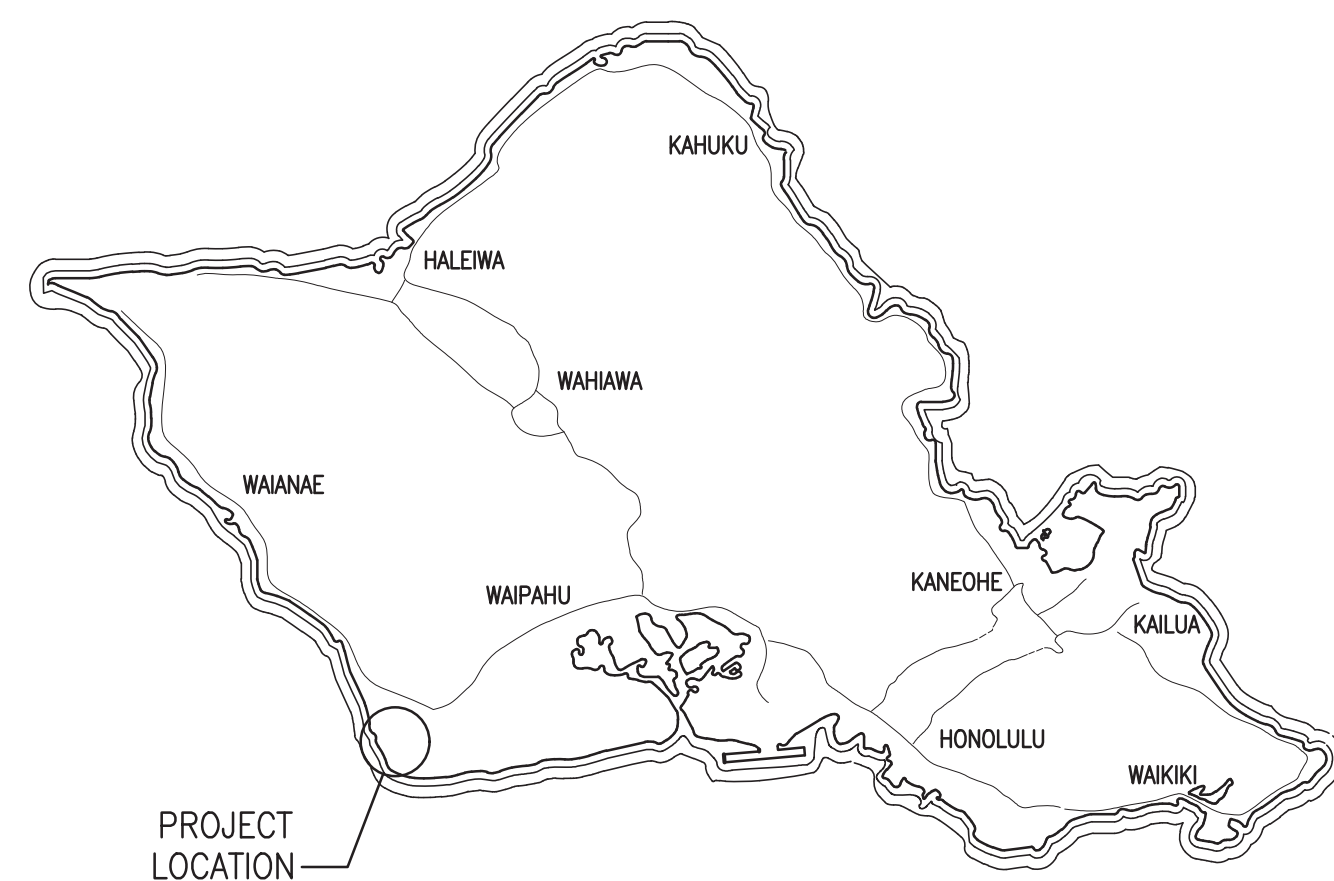 KAHUKU
HALEIWA
WAHIAWA
WAIANAE
KANEOHE
WAIPAHU
KAILUA
HONOLULU
WAIKIKI
PROJECT
LOCATION